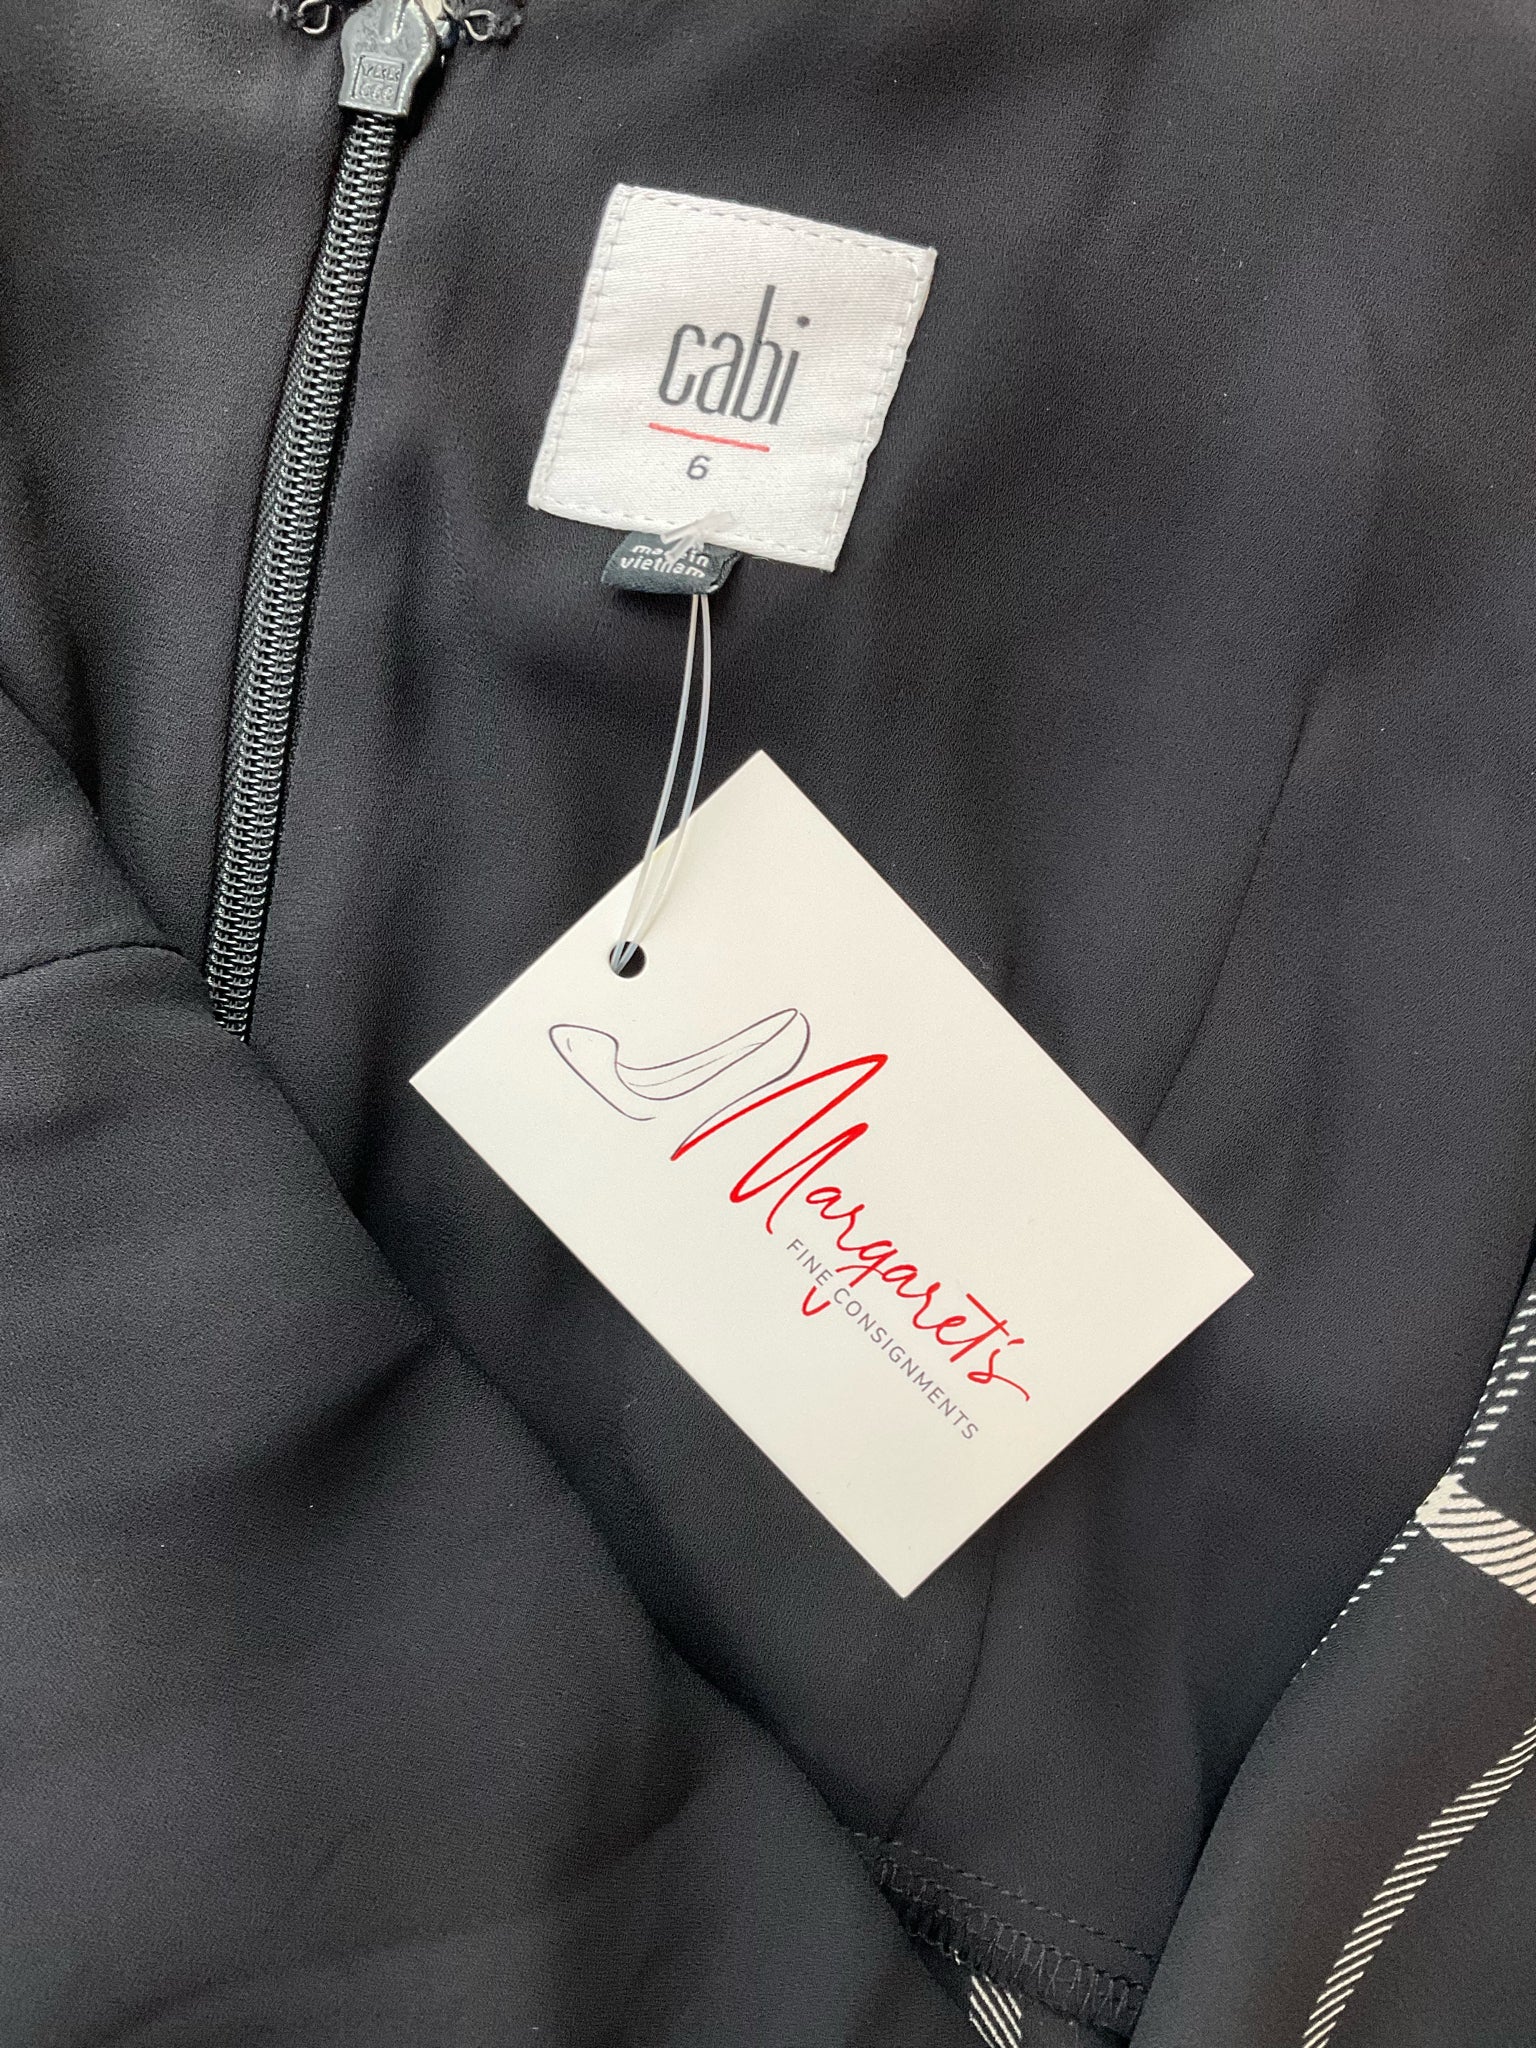 cabi
6
made in
vietnam
Margaret's
FINE CONSIGNMENTS